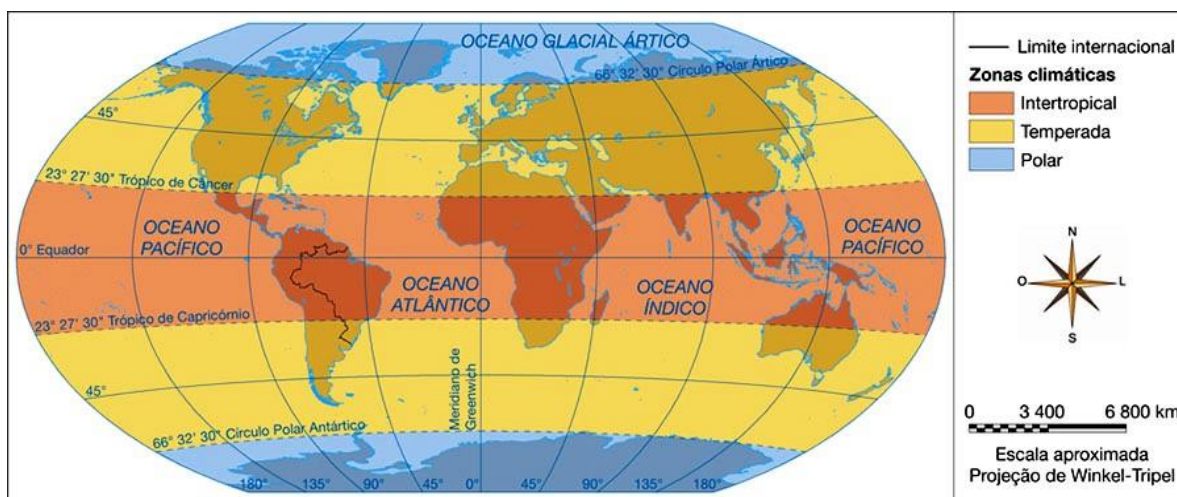 OCEANO GLACIAL ÁRTICO
66° 32' 30" Círculo Polar Ártico
45°
23° 27' 30" Trópico de Câncer
OCEANO
PACÍFICO
OCEANO
PACÍFICO
0° Equador
OCEANO
ATLÂNTICO
OCEANO
ÍNDICO
23° 27' 30" Trópico de Capricórnio
45°
Meridiano de
Greenwich
66° 32' 30" Círculo Polar Antártico
180° 135° 90° 45° 0° 45° 90° 135° 180°
Limite internacional
Zonas climáticas
Intertropical
Temperada
Polar
N
O L
S
0 3 400 6 800 km
Escala aproximada
Projeção de Winkel-Tripel